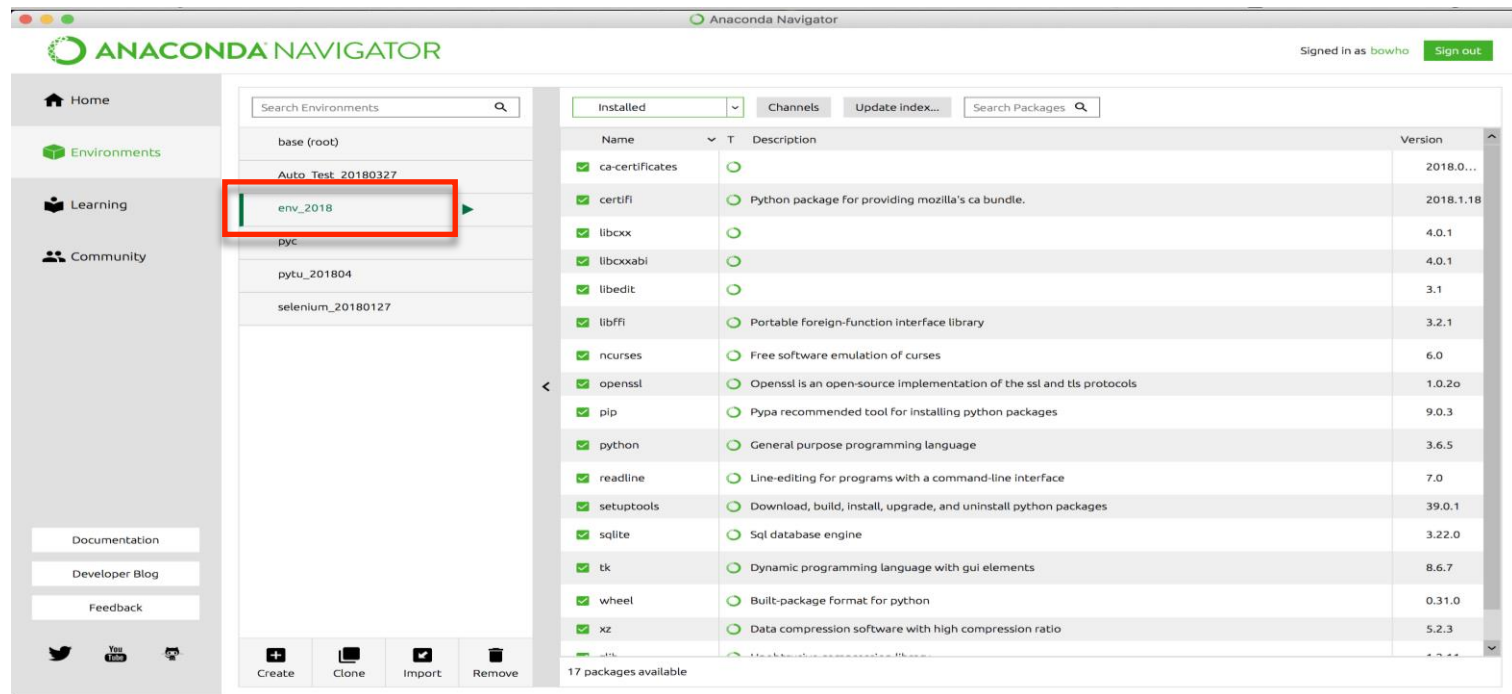 Anaconda Navigator
ANACONDA NAVIGATOR
Signed in as bowho Sign out
Home
Environments
Learning
Community
Documentation
Developer Blog
Feedback
You Tube
Search Environments
base (root)
Auto_Test_20180327
env_2018
pyc
pytu_201804
selenium_20180127
Create Clone Import Remove
Installed Channels Update index... Search Packages
Name T Description Version
ca-certificates 2018.0...
certifi Python package for providing mozilla's ca bundle. 2018.1.18
libcxx 4.0.1
libcxxabi 4.0.1
libedit 3.1
libffi Portable foreign-function interface library 3.2.1
ncurses Free software emulation of curses 6.0
openssl Openssl is an open-source implementation of the ssl and tls protocols 1.0.2o
pip Pypa recommended tool for installing python packages 9.0.3
python General purpose programming language 3.6.5
readline Line-editing for programs with a command-line interface 7.0
setuptools Download, build, install, upgrade, and uninstall python packages 39.0.1
sqlite Sql database engine 3.22.0
tk Dynamic programming language with gui elements 8.6.7
wheel Built-package format for python 0.31.0
xz Data compression software with high compression ratio 5.2.3
17 packages available